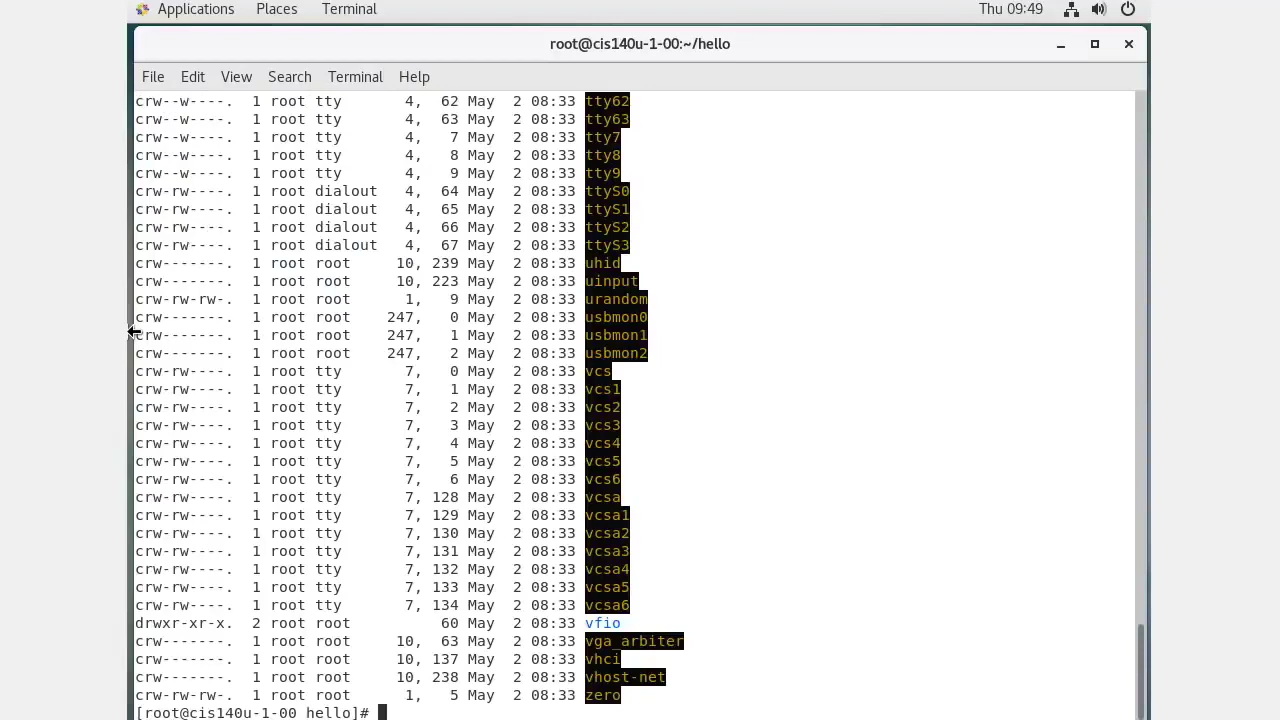 Applications Places Terminal Thu 09:49
root@cis140u-1-00:~/hello
File Edit View Search Terminal Help
crw--w----. 1 root tty 4, 62 May 2 08:33 tty62
crw--w----. 1 root tty 4, 63 May 2 08:33 tty63
crw--w----. 1 root tty 4, 7 May 2 08:33 tty7
crw--w----. 1 root tty 4, 8 May 2 08:33 tty8
crw--w----. 1 root tty 4, 9 May 2 08:33 tty9
crw-rw----. 1 root dialout 4, 64 May 2 08:33 ttyS0
crw-rw----. 1 root dialout 4, 65 May 2 08:33 ttyS1
crw-rw----. 1 root dialout 4, 66 May 2 08:33 ttyS2
crw-rw----. 1 root dialout 4, 67 May 2 08:33 ttyS3
crw-------. 1 root root 10, 239 May 2 08:33 uhid
crw-------. 1 root root 10, 223 May 2 08:33 uinput
crw-rw-rw-. 1 root root 1, 9 May 2 08:33 urandom
crw-------. 1 root root 247, 0 May 2 08:33 usbmon0
crw-------. 1 root root 247, 1 May 2 08:33 usbmon1
crw-------. 1 root root 247, 2 May 2 08:33 usbmon2
crw-rw----. 1 root tty 7, 0 May 2 08:33 vcs
crw-rw----. 1 root tty 7, 1 May 2 08:33 vcs1
crw-rw----. 1 root tty 7, 2 May 2 08:33 vcs2
crw-rw----. 1 root tty 7, 3 May 2 08:33 vcs3
crw-rw----. 1 root tty 7, 4 May 2 08:33 vcs4
crw-rw----. 1 root tty 7, 5 May 2 08:33 vcs5
crw-rw----. 1 root tty 7, 6 May 2 08:33 vcs6
crw-rw----. 1 root tty 7, 128 May 2 08:33 vcsa
crw-rw----. 1 root tty 7, 129 May 2 08:33 vcsa1
crw-rw----. 1 root tty 7, 130 May 2 08:33 vcsa2
crw-rw----. 1 root tty 7, 131 May 2 08:33 vcsa3
crw-rw----. 1 root tty 7, 132 May 2 08:33 vcsa4
crw-rw----. 1 root tty 7, 133 May 2 08:33 vcsa5
crw-rw----. 1 root tty 7, 134 May 2 08:33 vcsa6
drwxr-xr-x. 2 root root 60 May 2 08:33 vfio
crw-------. 1 root root 10, 63 May 2 08:33 vga_arbiter
crw-------. 1 root root 10, 137 May 2 08:33 vhci
crw-------. 1 root root 10, 238 May 2 08:33 vhost-net
crw-rw-rw-. 1 root root 1, 5 May 2 08:33 zero
[root@cis140u-1-00 hello]#